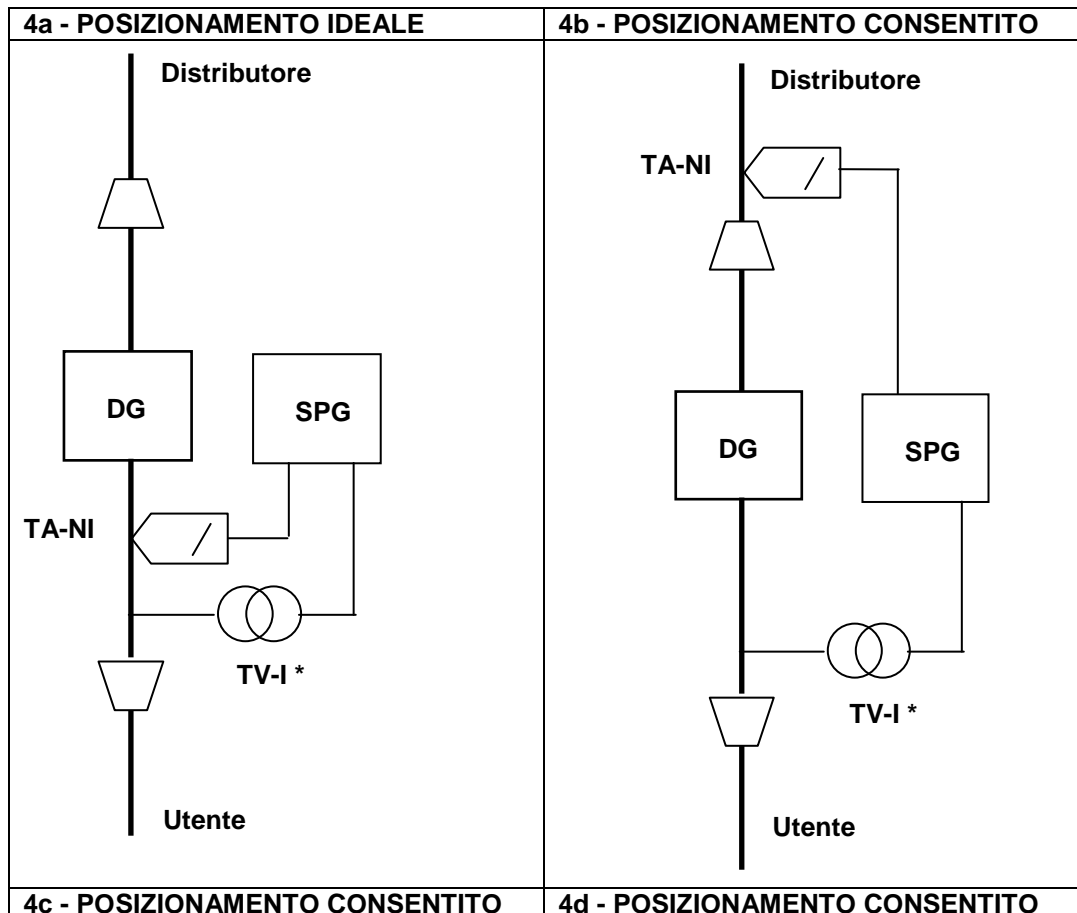 4a - POSIZIONAMENTO IDEALE
Distributore
DG
SPG
TA-NI
TV-I *
Utente
4b - POSIZIONAMENTO CONSENTITO
Distributore
TA-NI
DG
SPG
TV-I *
Utente
4c - POSIZIONAMENTO CONSENTITO
4d - POSIZIONAMENTO CONSENTITO